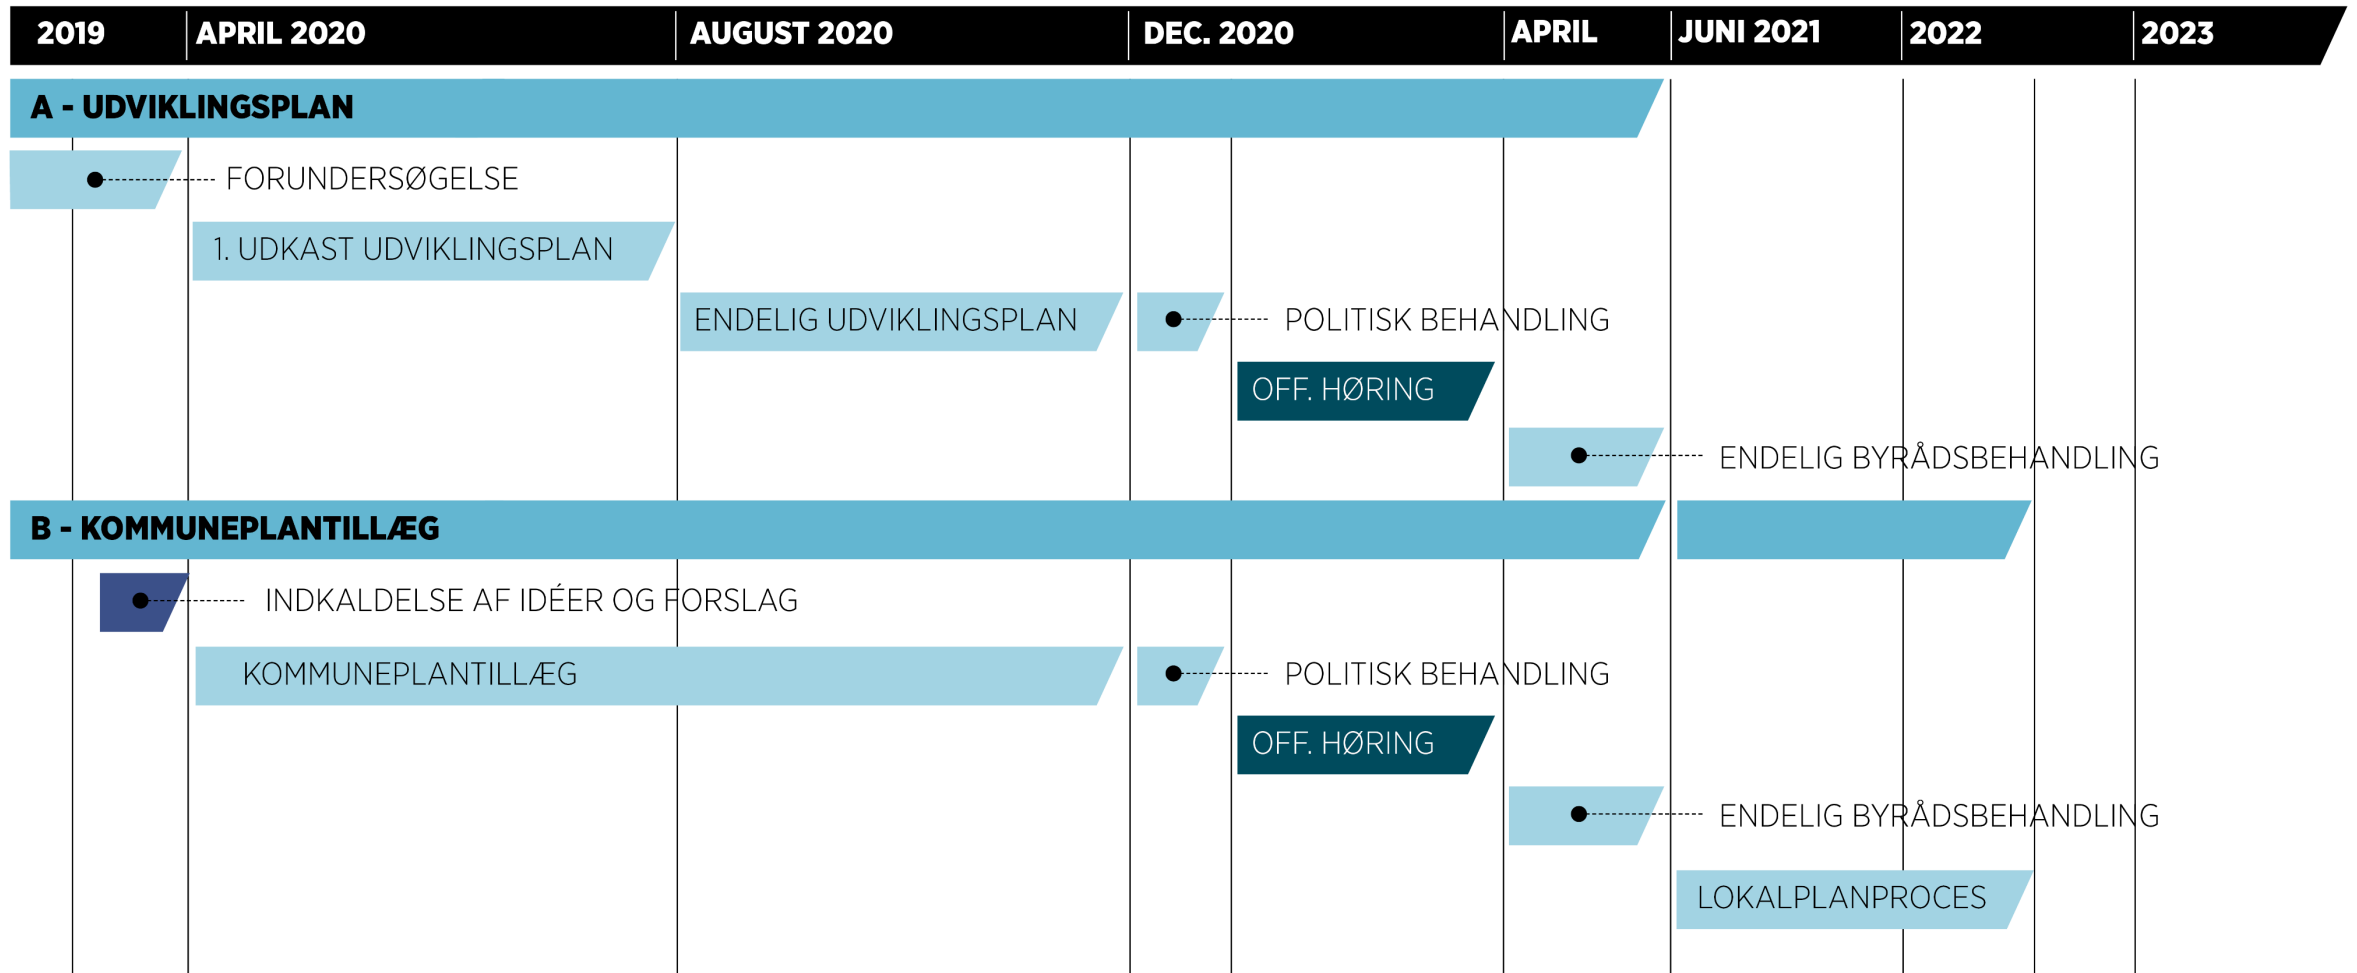 2019
APRIL 2020
AUGUST 2020
DEC. 2020
APRIL
JUNI 2021
2022
2023
A - UDVIKLINGSPLAN
FORUNDERSØGELSE
1. UDKAST UDVIKLINGSPLAN
ENDELIG UDVIKLINGSPLAN
POLITISK BEHANDLING
OFF. HØRING
ENDELIG BYRÅDSBEHANDLING
B - KOMMUNEPLANTILLÆG
INDKALDELSE AF IDÉER OG FORSLAG
KOMMUNEPLANTILLÆG
POLITISK BEHANDLING
OFF. HØRING
ENDELIG BYRÅDSBEHANDLING
LOKALPLANPROCES